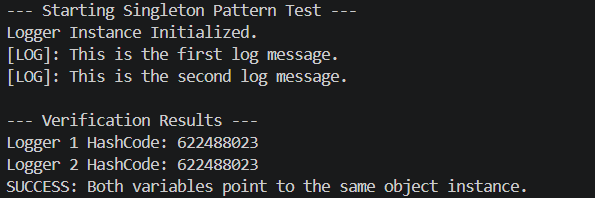 --- Starting Singleton Pattern Test ---
Logger Instance Initialized.
[LOG]: This is the first log message.
[LOG]: This is the second log message.

--- Verification Results ---
Logger 1 HashCode: 622488023
Logger 2 HashCode: 622488023
SUCCESS: Both variables point to the same object instance.